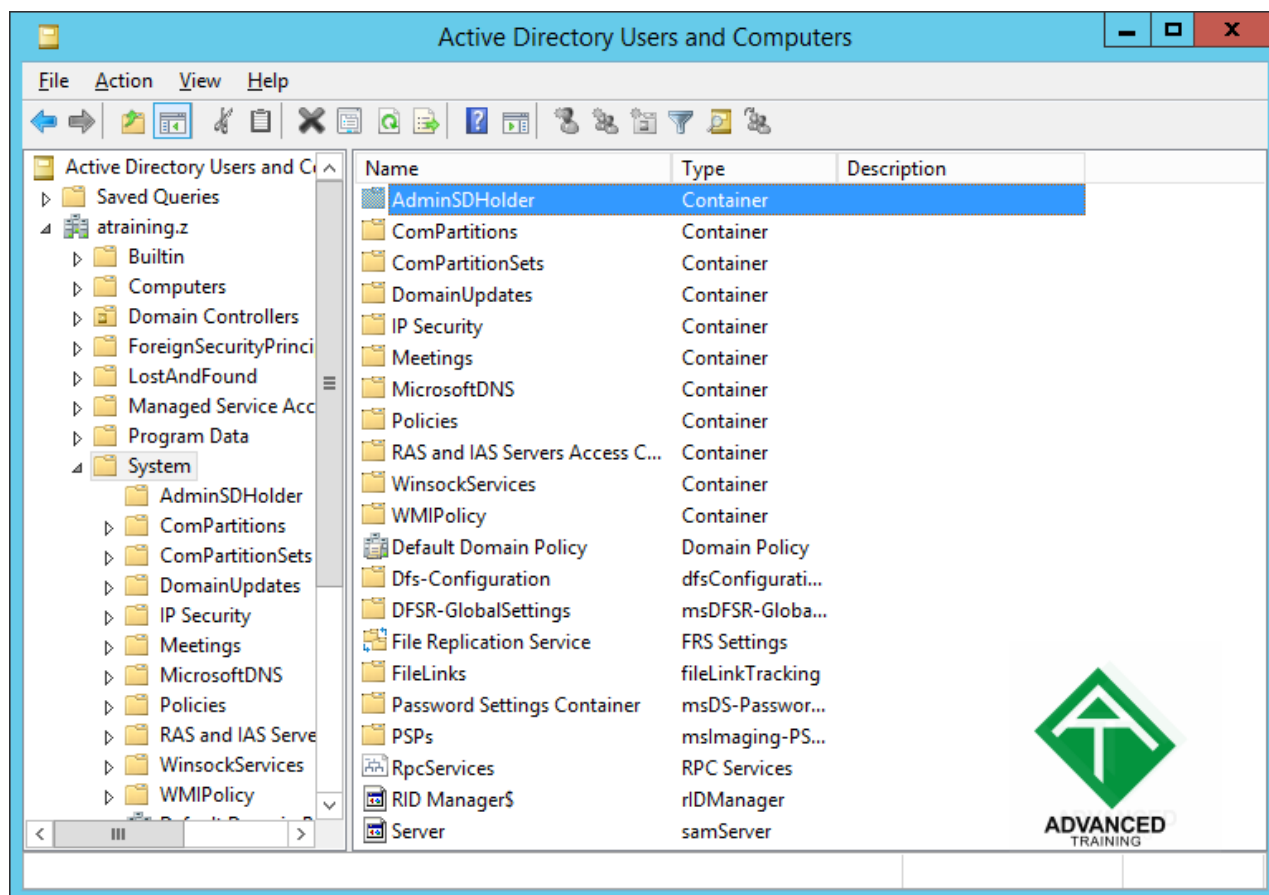 Active Directory Users and Computers
File Action View Help
Active Directory Users and Co
Saved Queries
atraining.z
Builtin
Computers
Domain Controllers
ForeignSecurityPrinci
LostAndFound
Managed Service Acc
Program Data
System
AdminSDHolder
ComPartitions
ComPartitionSets
DomainUpdates
IP Security
Meetings
MicrosoftDNS
Policies
RAS and IAS Serve
WinsockServices
WMIPolicy
Name Type Description
AdminSDHolder Container
ComPartitions Container
ComPartitionSets Container
DomainUpdates Container
IP Security Container
Meetings Container
MicrosoftDNS Container
Policies Container
RAS and IAS Servers Access C... Container
WinsockServices Container
WMIPolicy Container
Default Domain Policy Domain Policy
Dfs-Configuration dfsConfigurati...
DFSR-GlobalSettings msDFSR-Globa...
File Replication Service FRS Settings
FileLinks fileLinkTracking
Password Settings Container msDS-Passwor...
PSPs msImaging-PS...
RpcServices RPC Services
RID Manager$ rIDManager
Server samServer
ADVANCED
TRAINING